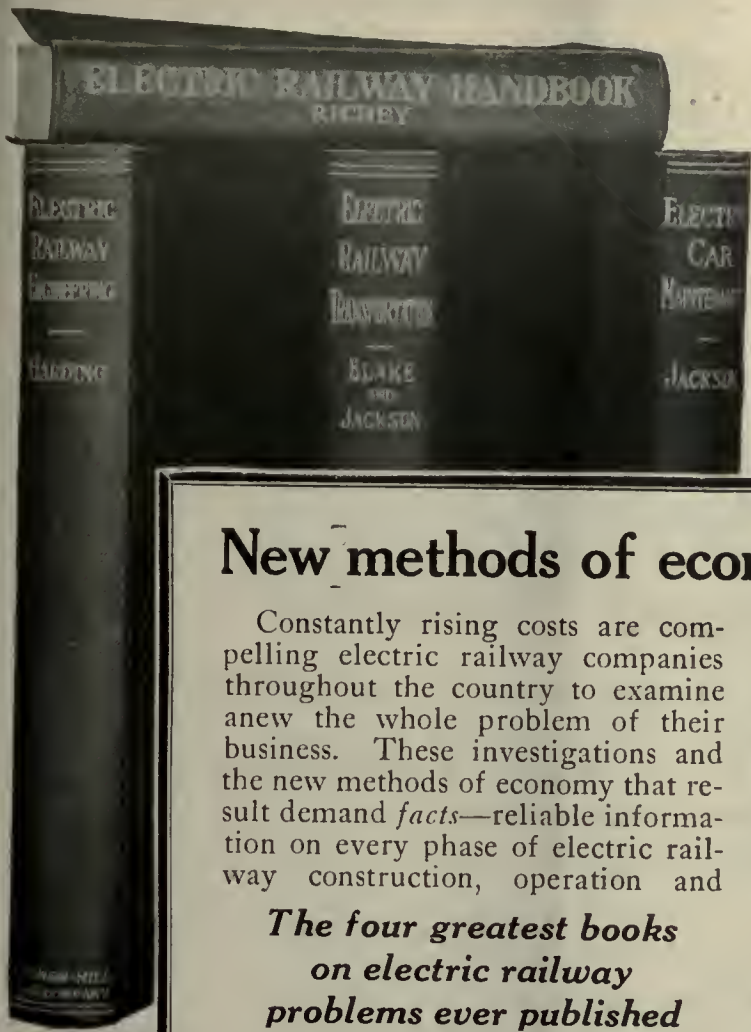 ELECTRIC RAILWAY HANDBOOK
RICHEY
ELECTRIC
RAILWAY
ENGINEERING
HARDING
ELECTRIC
RAILWAY
BLAKE
AND
JACKSON
ELECT
CAR
JACKSO
New methods of econ
Constantly rising costs are com-
pelling electric railway companies
throughout the country to examine
anew the whole problem of their
business. These investigations and
the new methods of economy that re-
sult demand facts—reliable informa-
tion on every phase of electric rail-
way construction, operation and
The four greatest books
on electric railway
problems ever published